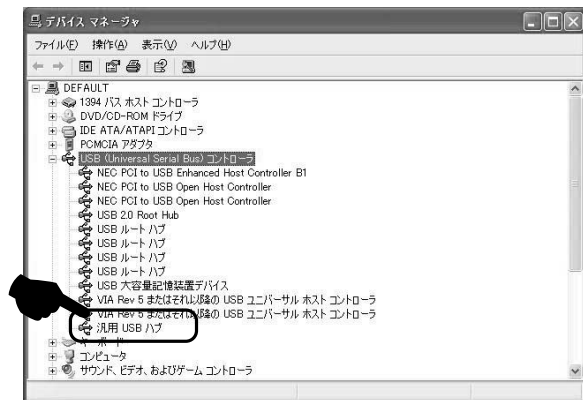 デバイス マネージャ
ファイル(F) 操作(A) 表示(V) ヘルプ(H)
DEFAULT
1394 バス ホスト コントローラ
DVD/CD-ROM ドライブ
IDE ATA/ATAPI コントローラ
PCMCIA アダプタ
USB (Universal Serial Bus) コントローラ
NEC PCI to USB Enhanced Host Controller B1
NEC PCI to USB Open Host Controller
NEC PCI to USB Open Host Controller
USB 2.0 Root Hub
USB ルート ハブ
USB ルート ハブ
USB ルート ハブ
USB ルート ハブ
USB 大容量記憶装置デバイス
VIA Rev 5 またはそれ以降の USB ユニバーサル ホスト コントローラ
VIA Rev 5 またはそれ以降の USB ユニバーサル ホスト コントローラ
汎用 USB ハブ
キーボード
コンピュータ
サウンド、ビデオ、およびゲーム コントローラ